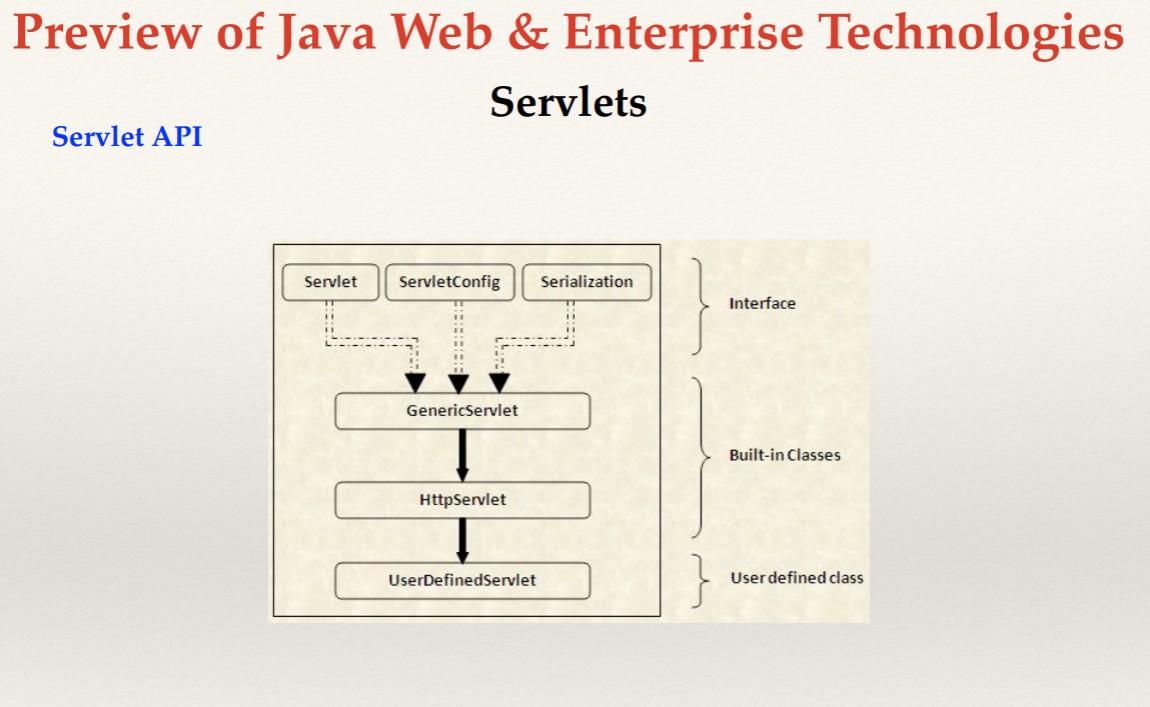 Preview of Java Web & Enterprise Technologies
Servlets
Servlet API
Servlet
ServletConfig
Serialization
Interface
GenericServlet
Built-in Classes
HttpServlet
UserDefinedServlet
User defined class